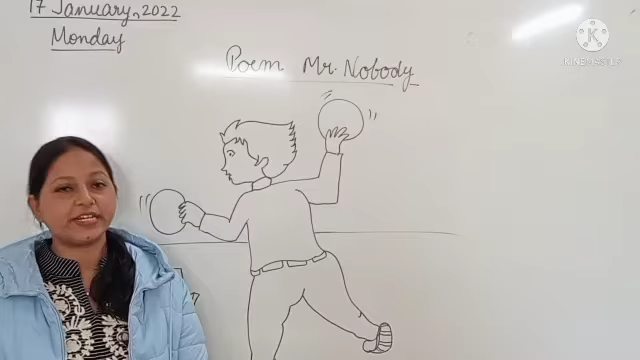 17 January, 2022
Monday
Poem Mr. Nobody
K
KINEMASTER